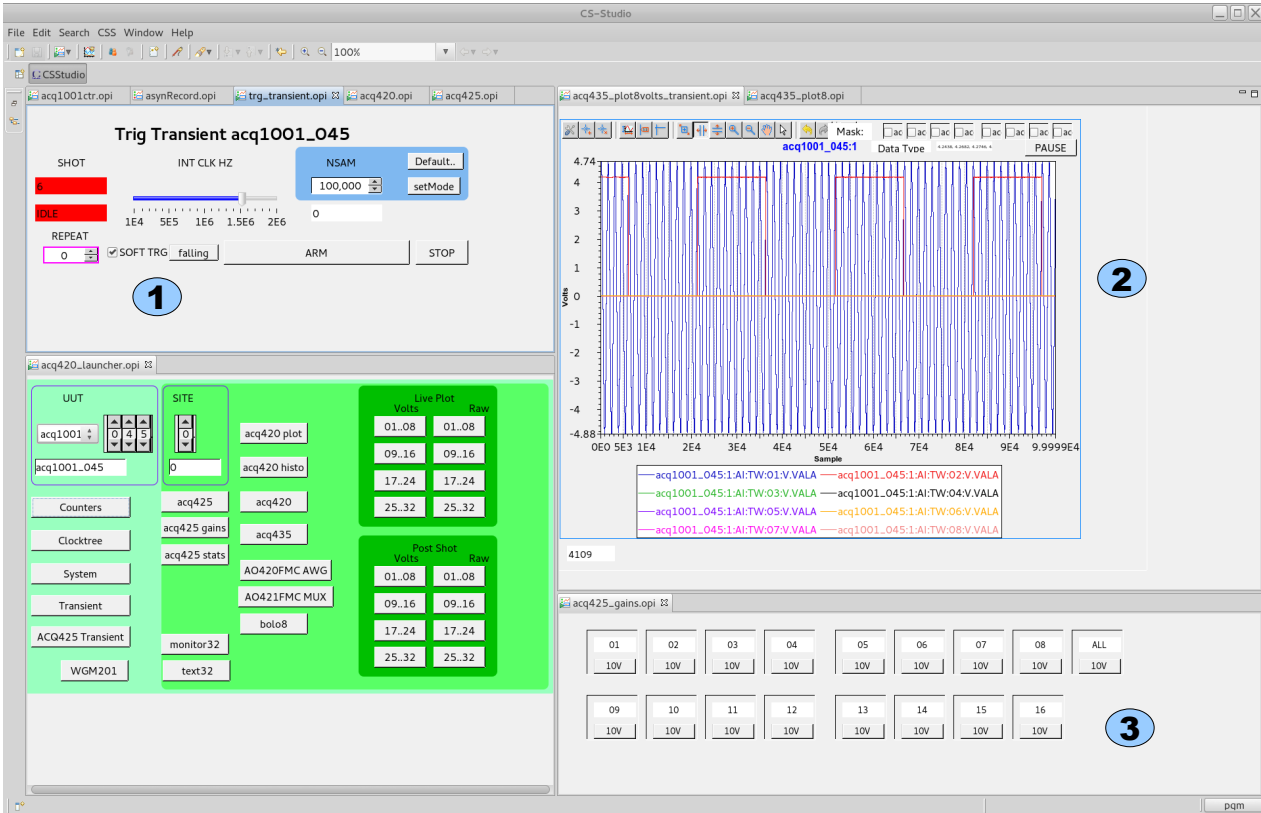 CS-Studio
File Edit Search CSS Window Help
100%
CSStudio
acq1001ctr.opi asynRecord.opi trg_transient.opi acq420.opi acq425.opi
Trig Transient acq1001_045
SHOT INT CLK HZ NSAM Default..
6
100,000 setMode
IDLE
1E4 5E5 1E6 1.5E6 2E6
0
REPEAT
0 SOFT TRG falling ARM STOP
1
acq420_launcher.opi
UUT SITE
acq1001 0 4 5 0
acq1001_045 0
Counters
Clocktree
System
Transient
ACQ425 Transient
WGM201
acq425
acq425 gains
acq425 stats
monitor32
text32
acq420 plot
acq420 histo
acq420
acq435
AO420FMC AWG
AO421FMC MUX
bolo8
Live Plot
Volts Raw
01..08 01..08
09..16 09..16
17..24 17..24
25..32 25..32
Post Shot
Volts Raw
01..08 01..08
09..16 09..16
17..24 17..24
25..32 25..32
acq435_plot8volts_transient.opi acq435_plot8.opi
Mask: ac ac ac ac ac ac ac ac
acq1001_045:1 Data Type PAUSE
4.74
4
3
2
1
0
-1
-2
-3
-4
-4.88
Volts
0E0 5E3 1E4 2E4 3E4 4E4 5E4 6E4 7E4 8E4 9E4 9.9999E4
Sample
acq1001_045:1:AI:TW:01:V.VALA acq1001_045:1:AI:TW:02:V.VALA
acq1001_045:1:AI:TW:03:V.VALA acq1001_045:1:AI:TW:04:V.VALA
acq1001_045:1:AI:TW:05:V.VALA acq1001_045:1:AI:TW:06:V.VALA
acq1001_045:1:AI:TW:07:V.VALA acq1001_045:1:AI:TW:08:V.VALA
4109
2
acq425_gains.opi
01 02 03 04 05 06 07 08 ALL
10V 10V 10V 10V 10V 10V 10V 10V 10V
09 10 11 12 13 14 15 16
10V 10V 10V 10V 10V 10V 10V 10V
3
pqm